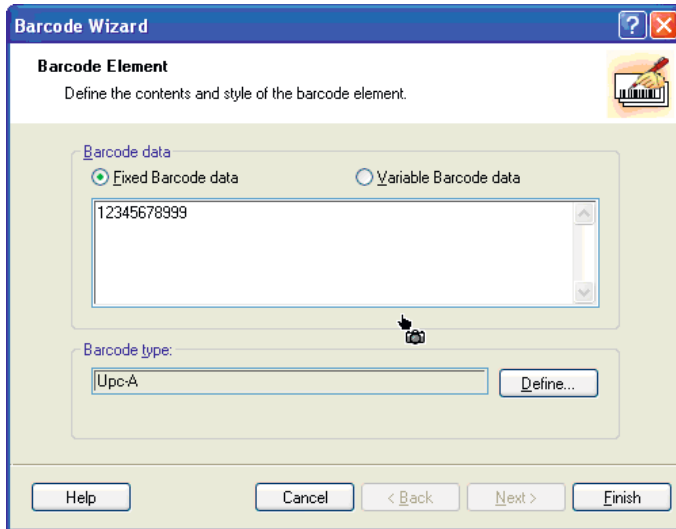 Barcode Wizard
Barcode Element
Define the contents and style of the barcode element.
Barcode data
Fixed Barcode data
Variable Barcode data
12345678999
Barcode type:
Upc-A
Define...
Help
Cancel
< Back
Next >
Finish